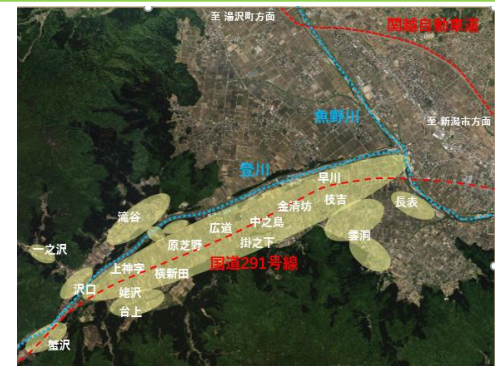 至 湯沢町方面
関越自動車道
魚野川
至 新潟市方面
登川
早川
滝谷
金清坊
枝吉
長表
広道
中之島
雲洞
一之沢
原芝野
掛之下
上神字
横新田
国道291号線
沢口
姥沢
台上
蟹沢